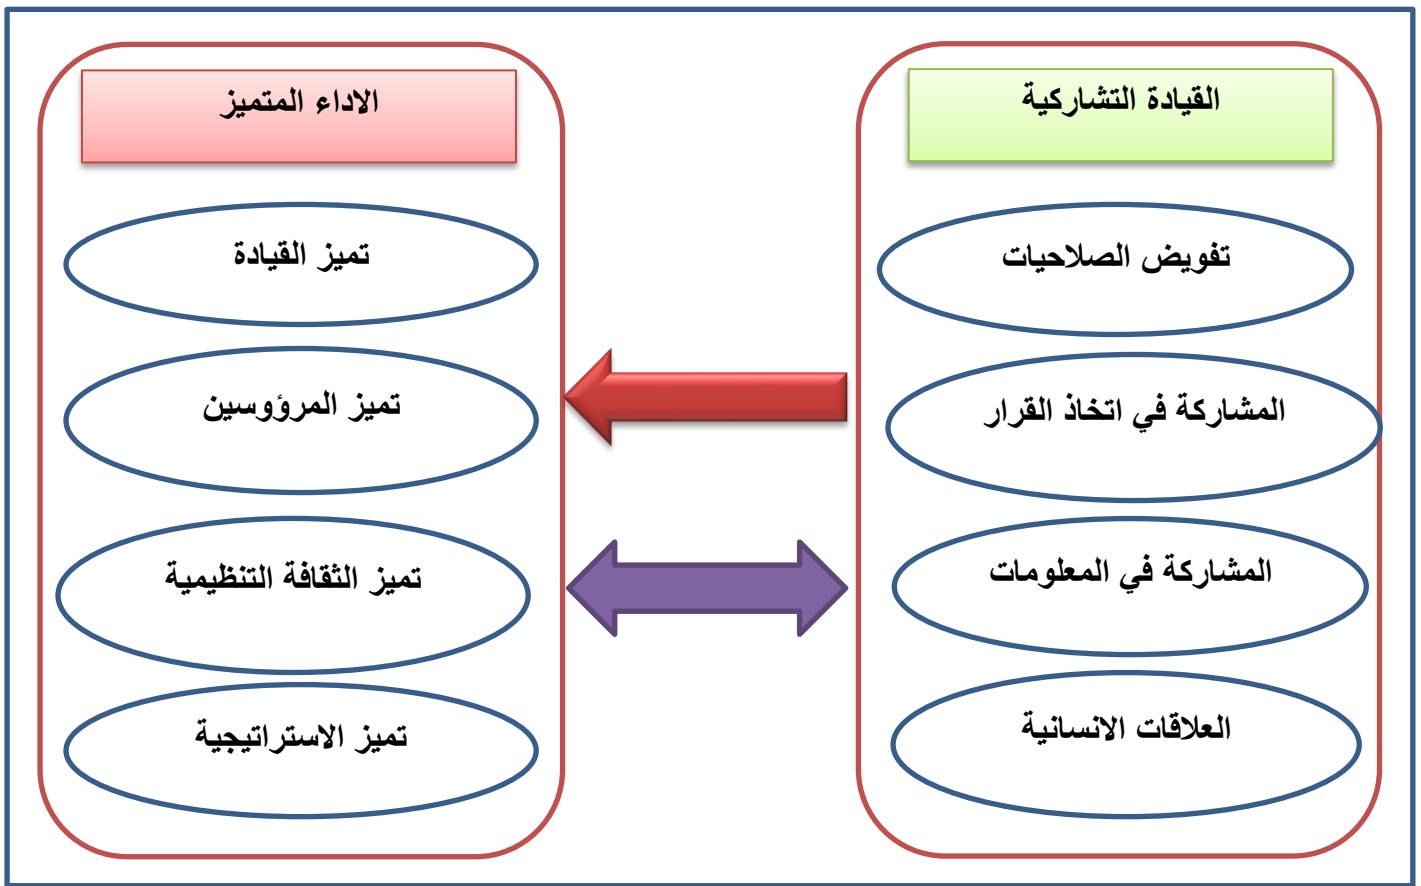 القيادة التشاركية
تفويض الصلاحيات
المشاركة في اتخاذ القرار
المشاركة في المعلومات
العلاقات الانسانية
الاداء المتميز
تميز القيادة
تميز المرؤوسين
تميز الثقافة التنظيمية
تميز الاستراتيجية